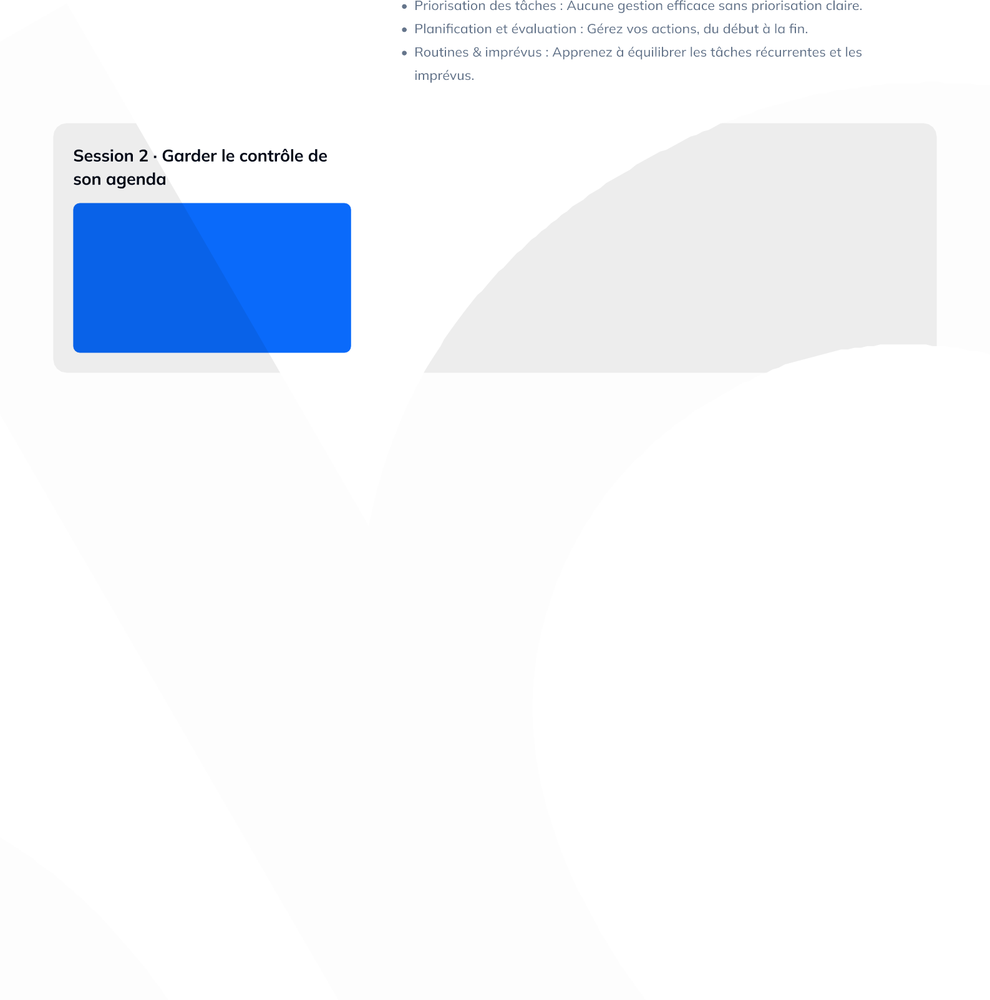 • Priorisation des tâches : Aucune gestion efficace sans priorisation claire.
• Planification et évaluation : Gérez vos actions, du début à la fin.
• Routines & imprévus : Apprenez à équilibrer les tâches récurrentes et les
imprévus.
Session 2 · Garder le contrôle de
son agenda